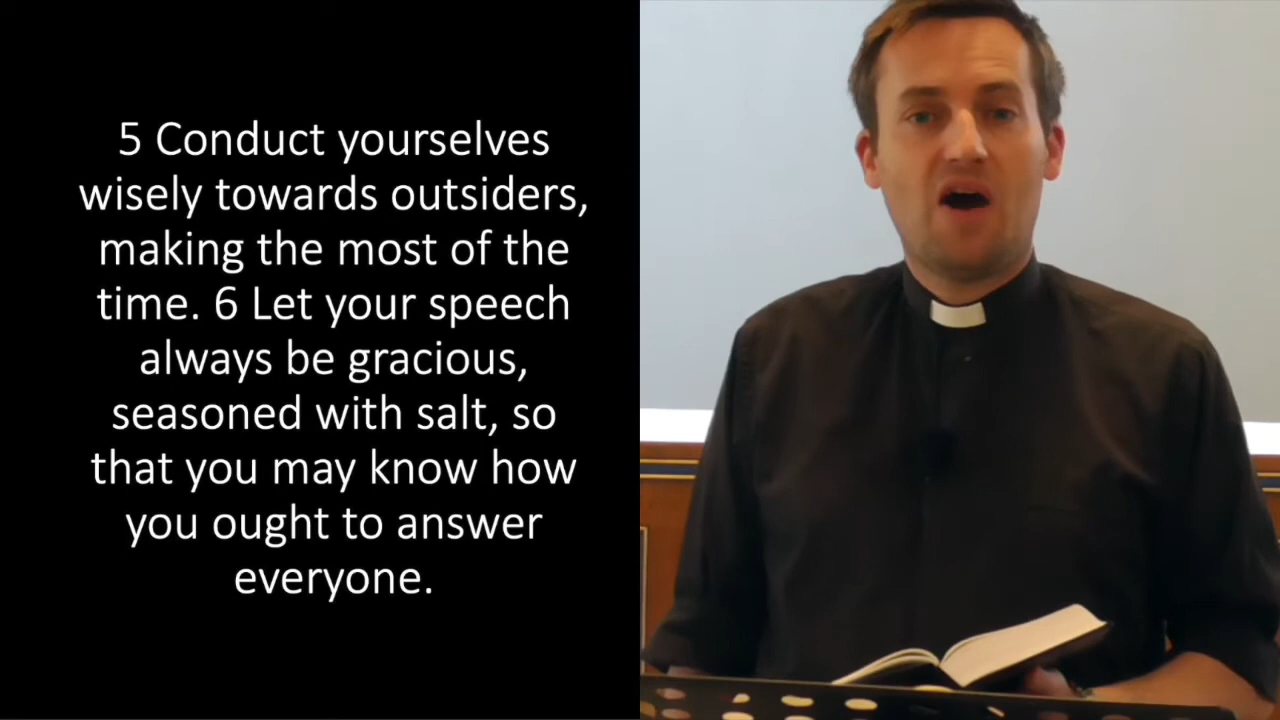 5 Conduct yourselves
wisely towards outsiders,
making the most of the
time. 6 Let your speech
always be gracious,
seasoned with salt, so
that you may know how
you ought to answer
everyone.